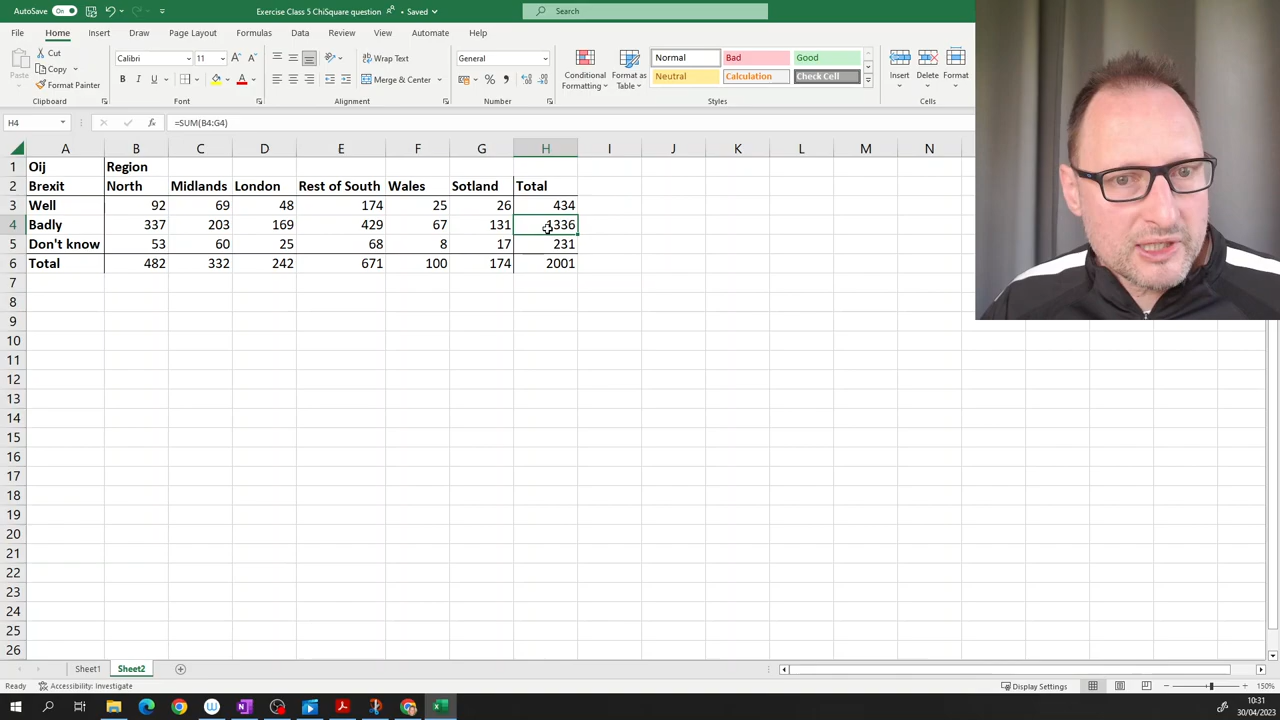 AutoSave On Exercise Class 5 ChiSquare question • Saved Search
File Home Insert Draw Page Layout Formulas Data Review View Automate Help
Paste Cut Copy Format Painter Clipboard
Calibri 11 A A B I U A Font
Wrap Text Merge & Center Alignment
General % Number
Conditional Formatting Format as Table Normal Bad Good Neutral Calculation Check Cell Styles
Insert Delete Format Cells
H4 fx =SUM(B4:G4)
A B C D E F G H I J K L M N
1 Oij Region
2 Brexit North Midlands London Rest of South Wales Sotland Total
3 Well 92 69 48 174 25 26 434
4 Badly 337 203 169 429 67 131 1336
5 Don't know 53 60 25 68 8 17 231
6 Total 482 332 242 671 100 174 2001
7
8
9
10
11
12
13
14
15
16
17
18
19
20
21
22
23
24
25
26
Sheet1 Sheet2
Ready Accessibility: Investigate Display Settings 150%
10:31
30/04/2023